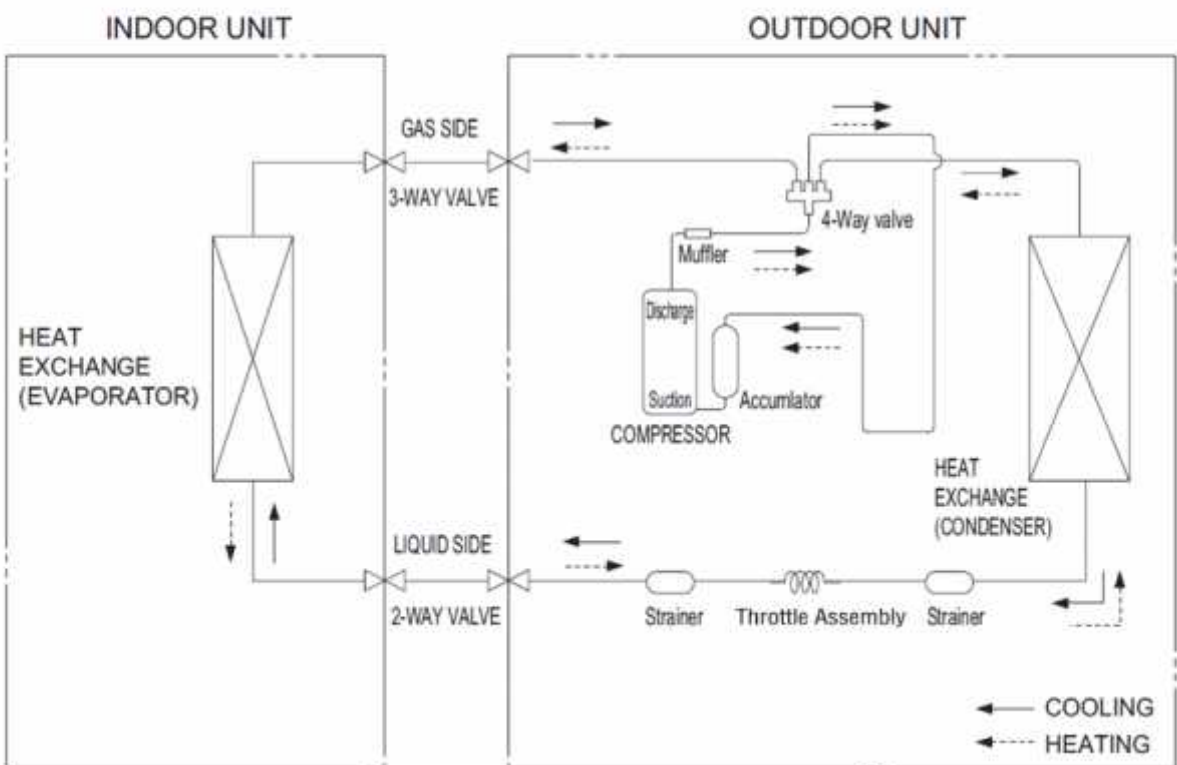 INDOOR UNIT
OUTDOOR UNIT
GAS SIDE
3-WAY VALVE
4-Way valve
Muffler
Discharge
Suction
Accumlator
COMPRESSOR
HEAT
EXCHANGE
(EVAPORATOR)
HEAT
EXCHANGE
(CONDENSER)
LIQUID SIDE
2-WAY VALVE
Strainer
Throttle Assembly
Strainer
COOLING
HEATING